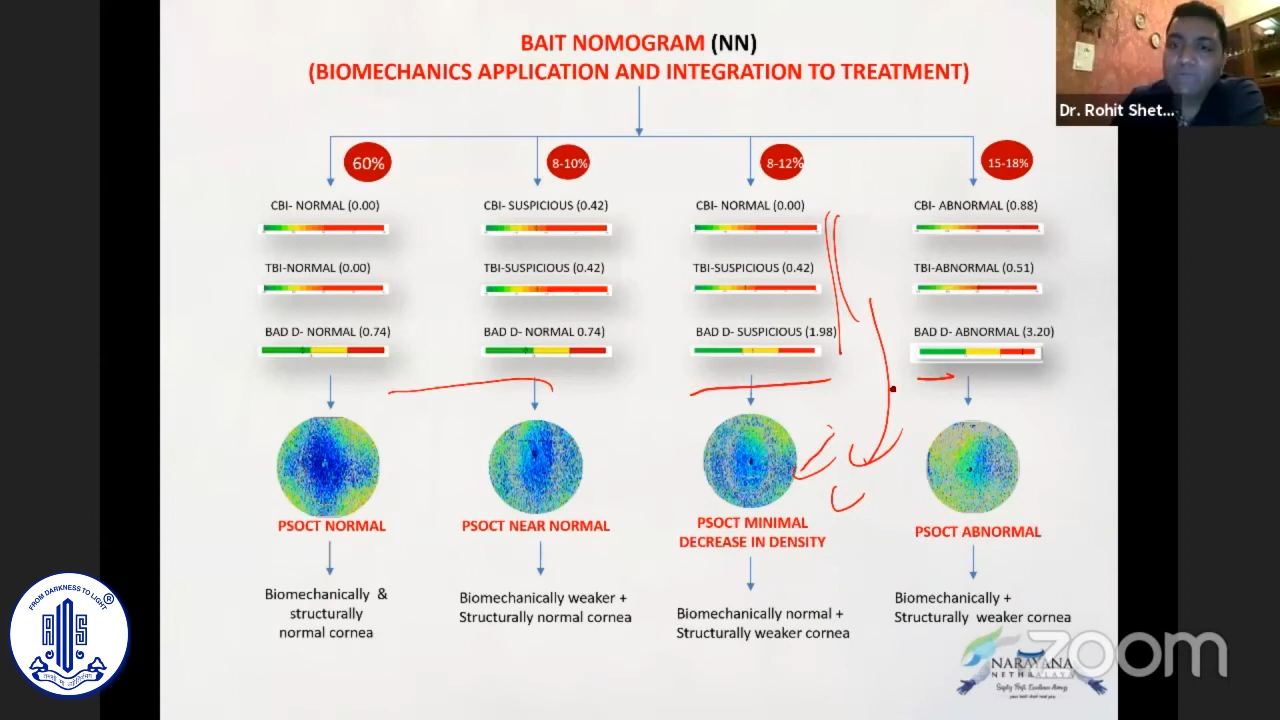 BAIT NOMOGRAM (NN)
(BIOMECHANICS APPLICATION AND INTEGRATION TO TREATMENT)
Dr. Rohit Shet...
60%
8-10%
8-12%
15-18%
CBI- NORMAL (0.00)
CBI- SUSPICIOUS (0.42)
CBI- NORMAL (0.00)
CBI- ABNORMAL (0.88)
TBI-NORMAL (0.00)
TBI-SUSPICIOUS (0.42)
TBI-SUSPICIOUS (0.42)
TBI-ABNORMAL (0.51)
BAD D- NORMAL (0.74)
BAD D- NORMAL 0.74)
BAD D- SUSPICIOUS (1.98)
BAD D- ABNORMAL (3.20)
PSOCT NORMAL
PSOCT NEAR NORMAL
PSOCT MINIMAL
DECREASE IN DENSITY
PSOCT ABNORMAL
Biomechanically &
structurally
normal cornea
Biomechanically weaker +
Structurally normal cornea
Biomechanically normal +
Structurally weaker cornea
Biomechanically +
Structurally weaker cornea
FROM DARKNESS TO LIGHT
AIOS
NARAYANA
NETHRALAYA
zoom